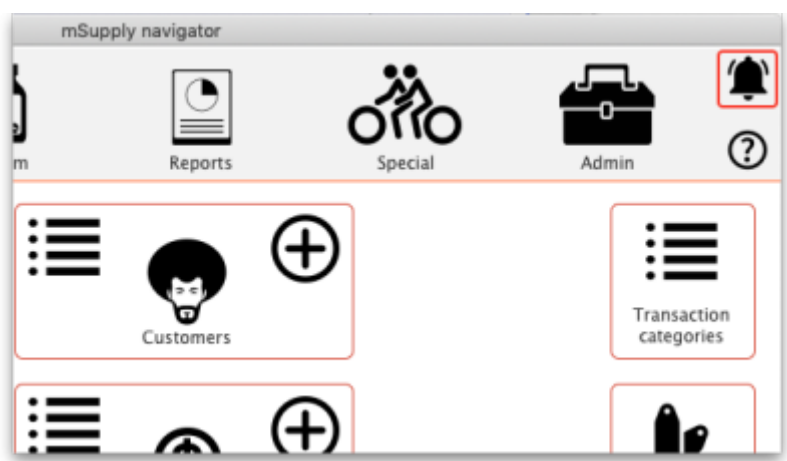 mSupply navigator
m
Reports
Special
Admin
?
Customers
Transaction
categories